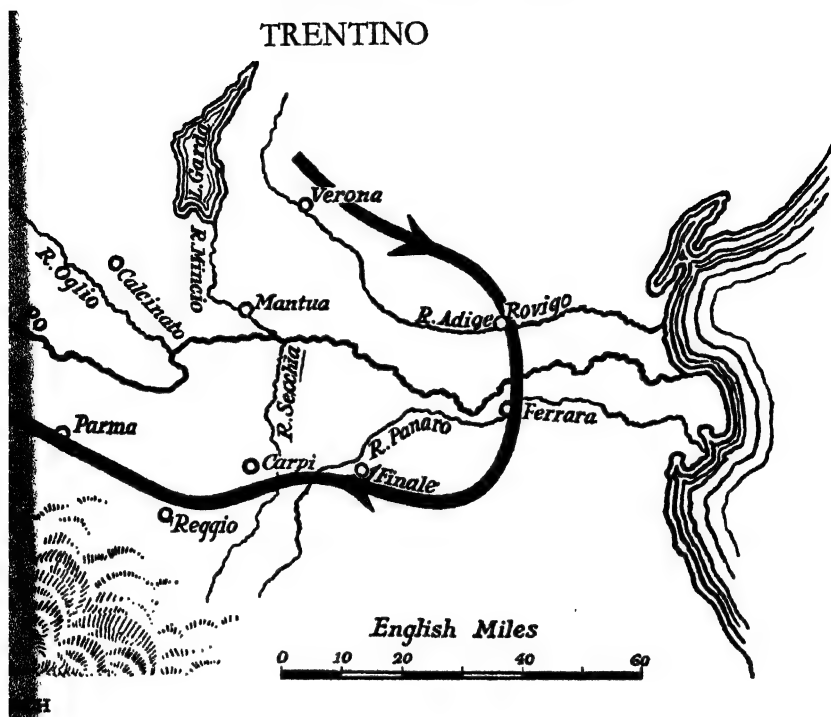 TRENTINO
L. Garda
Verona
R. Oglio
Calcinato
R. Mincio
Mantua
R. Adige
Rovigo
R. Secchia
Parma
R. Panaro
Ferrara
Carpi
Finale
Reggio
English Miles
0 10 20 40 60